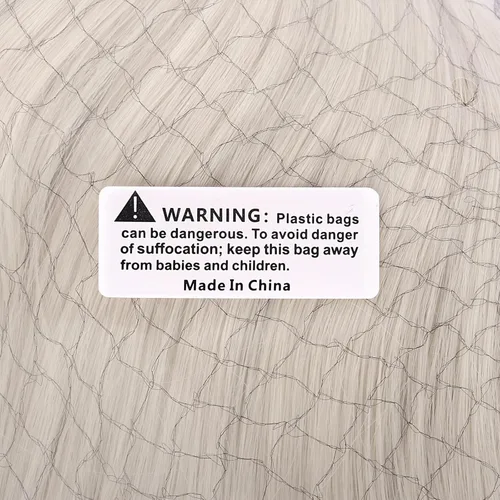 WARNING: Plastic bags
can be dangerous. To avoid danger
of suffocation; keep this bag away
from babies and children.
Made In China